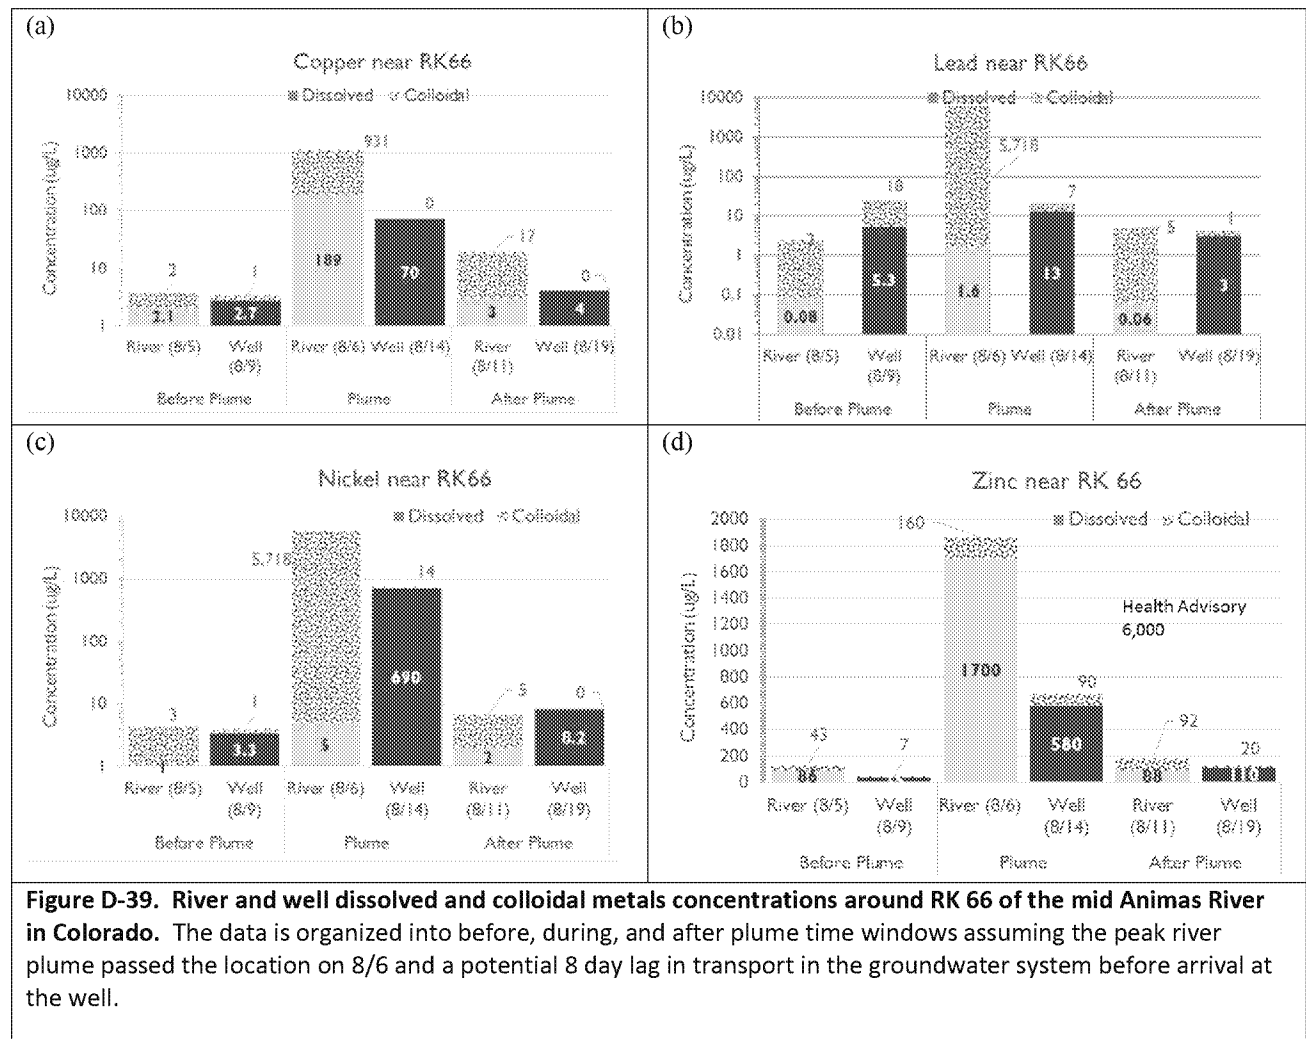 (a)
Copper near RK66
Dissolved Colloidal
Concentration (ug/L)
10000
1000
100
10
1
2
2.1
1
2.7
931
189
0
70
17
3
0
4
River (8/5)
Well (8/9)
River (8/6)
Well (8/14)
River (8/11)
Well (8/19)
Before Plume
Plume
After Plume
(b)
Lead near RK66
Dissolved Colloidal
Concentration (ug/L)
10000
1000
100
10
1
0.1
0.01
2
0.08
18
5.3
5,718
1.6
7
13
5
0.06
1
3
River (8/5)
Well (8/9)
River (8/6)
Well (8/14)
River (8/11)
Well (8/19)
Before Plume
Plume
After Plume
(c)
Nickel near RK66
Dissolved Colloidal
Concentration (ug/L)
10000
1000
100
10
1
3
1
1
3.3
5,718
5
14
690
5
2
0
8.2
River (8/5)
Well (8/9)
River (8/6)
Well (8/14)
River (8/11)
Well (8/19)
Before Plume
Plume
After Plume
(d)
Zinc near RK 66
Dissolved Colloidal
Concentration (ug/L)
2000
1800
1600
1400
1200
1000
800
600
400
200
0
43
86
7
160
1700
90
580
92
88
20
110
Health Advisory
6,000
River (8/5)
Well (8/9)
River (8/6)
Well (8/14)
River (8/11)
Well (8/19)
Before Plume
Plume
After Plume
Figure D-39. River and well dissolved and colloidal metals concentrations around RK 66 of the mid Animas River
in Colorado. The data is organized into before, during, and after plume time windows assuming the peak river
plume passed the location on 8/6 and a potential 8 day lag in transport in the groundwater system before arrival at
the well.